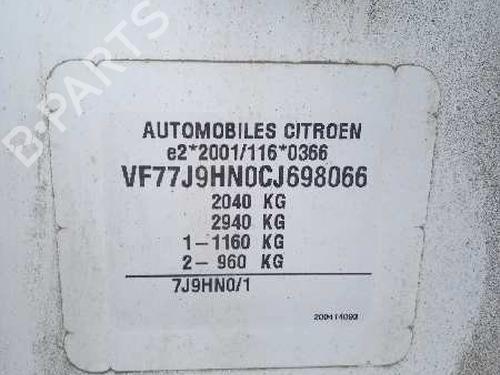 B-PARTS
AUTOMOBILES CITROEN
e2*2001/116*0366
VF77J9HN0CJ698066
2040 KG
2940 KG
1-1160 KG
2-960 KG
7J9HN0/1